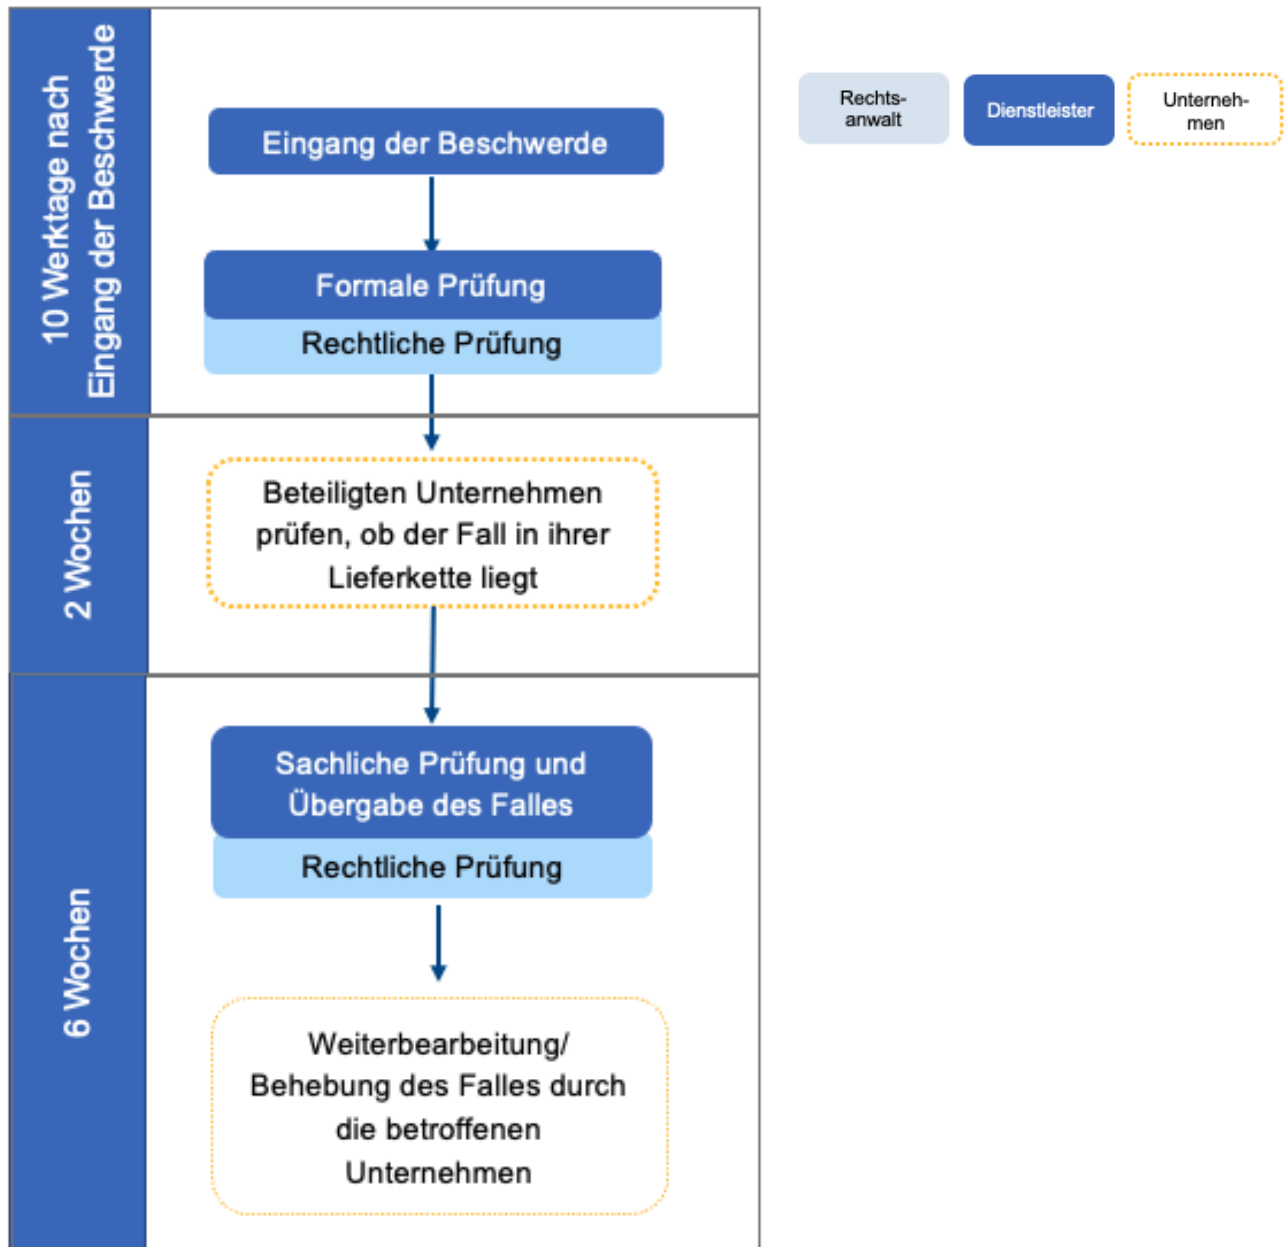 10 Werktage nach
Eingang der Beschwerde
Eingang der Beschwerde
Formale Prüfung
Rechtliche Prüfung
Rechts-
anwalt
Dienstleister
Unterneh-
men
2 Wochen
Beteiligten Unternehmen
prüfen, ob der Fall in ihrer
Lieferkette liegt
6 Wochen
Sachliche Prüfung und
Übergabe des Falles
Rechtliche Prüfung
Weiterbearbeitung/
Behebung des Falles durch
die betroffenen
Unternehmen